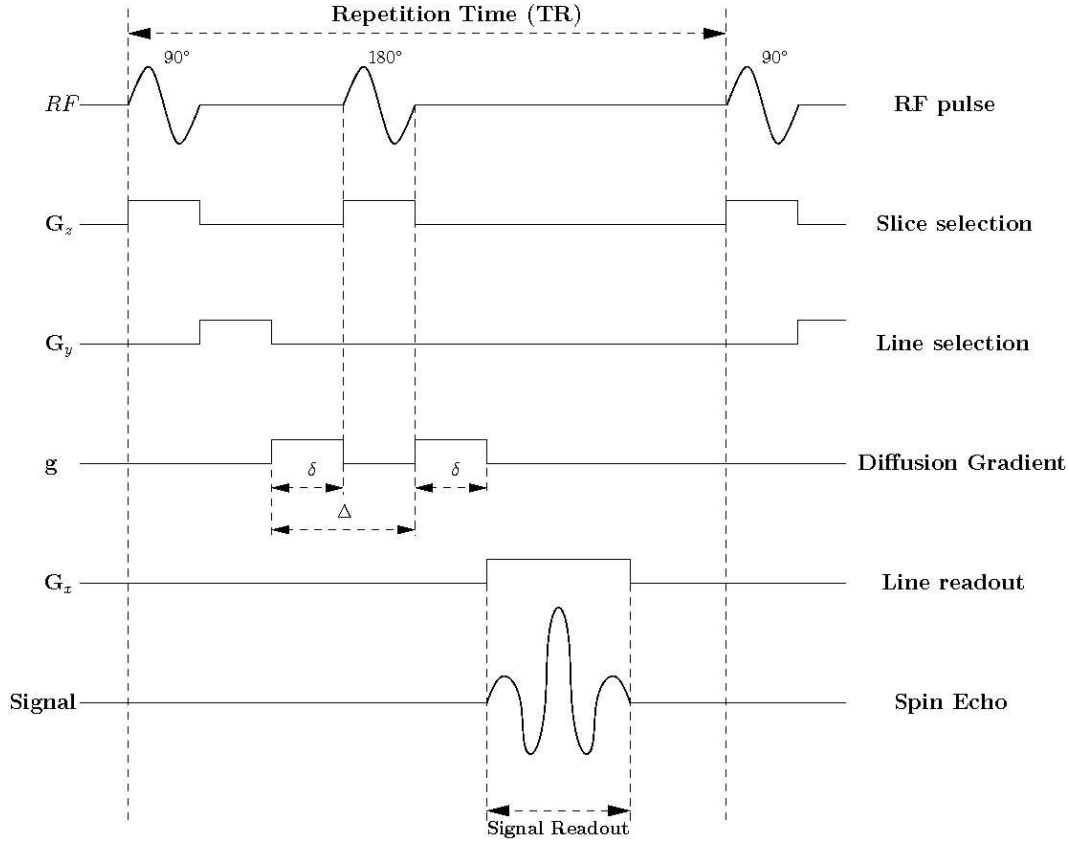 Repetition Time (TR)
90° 180° 90°
RF RF pulse
G_z Slice selection
G_y Line selection
g Diffusion Gradient
δ δ
Δ
G_x Line readout
Signal Spin Echo
Signal Readout